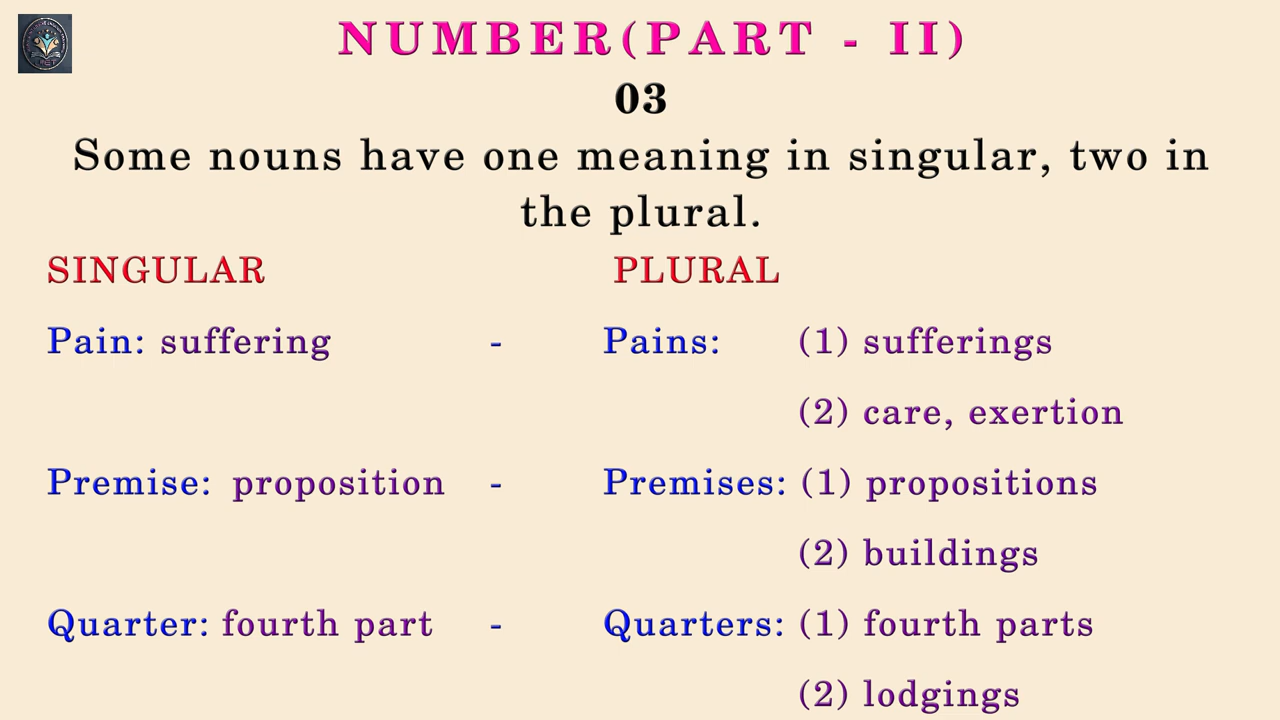 NUMBER(PART - II)
03
Some nouns have one meaning in singular, two in
the plural.
SINGULAR PLURAL
Pain: suffering - Pains: (1) sufferings
(2) care, exertion
Premise: proposition - Premises: (1) propositions
(2) buildings
Quarter: fourth part - Quarters: (1) fourth parts
(2) lodgings